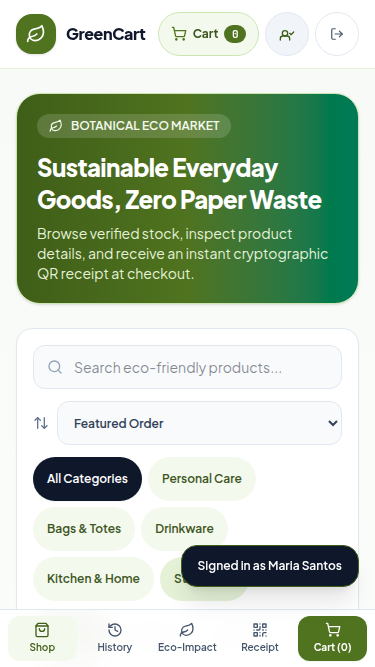 GreenCart
Cart 0
BOTANICAL ECO MARKET
Sustainable Everyday
Goods, Zero Paper Waste
Browse verified stock, inspect product
details, and receive an instant cryptographic
QR receipt at checkout.
Search eco-friendly products...
Featured Order
All Categories
Personal Care
Bags & Totes
Drinkware
Kitchen & Home
Signed in as Maria Santos
Shop
History
Eco-Impact
Receipt
Cart (0)